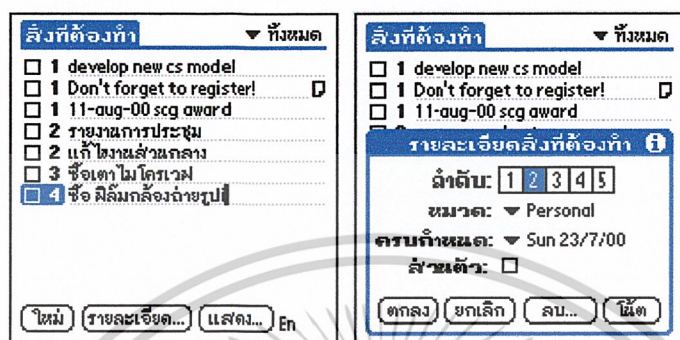 สิ่งที่ต้องทำ ▼ ทั้งหมด
1 develop new cs model
1 Don't forget to register!
1 11-aug-00 scg award
2 รายงานการประชุม
2 แก้ไขงานส่วนกลาง
3 ซื้อเตาไมโครเวฟ
4 ซื้อ ฟิล์มกล้องถ่ายรูป
ใหม่ รายละเอียด... แสดง... En
สิ่งที่ต้องทำ ▼ ทั้งหมด
1 develop new cs model
1 Don't forget to register!
1 11-aug-00 scg award
รายละเอียดสิ่งที่ต้องทำ i
ลำดับ: 1 2 3 4 5
หมวด: ▼ Personal
ครบกำหนด: ▼ Sun 23/7/00
ส่วนตัว:
ตกลง ยกเลิก ลบ... โน้ต